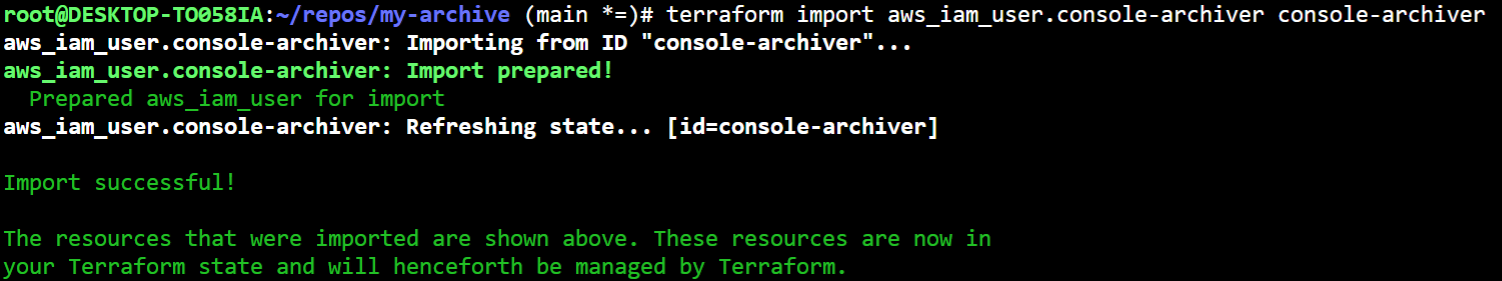 root@DESKTOP-TO058IA:~/repos/my-archive (main *=)# terraform import aws_iam_user.console-archiver console-archiver
aws_iam_user.console-archiver: Importing from ID "console-archiver"...
aws_iam_user.console-archiver: Import prepared!
  Prepared aws_iam_user for import
aws_iam_user.console-archiver: Refreshing state... [id=console-archiver]

Import successful!

The resources that were imported are shown above. These resources are now in
your Terraform state and will henceforth be managed by Terraform.